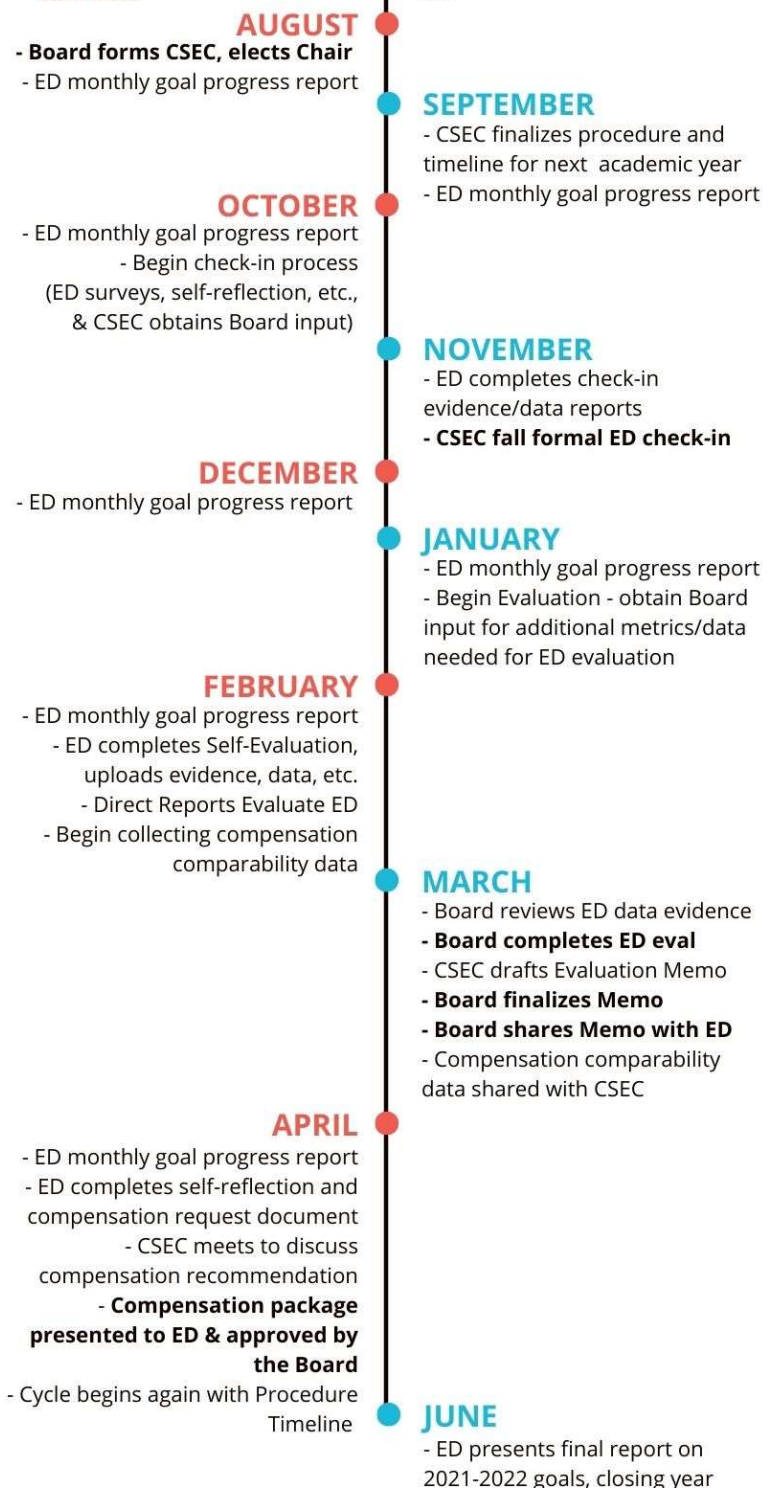 AUGUST
- Board forms CSEC, elects Chair
- ED monthly goal progress report
SEPTEMBER
- CSEC finalizes procedure and
timeline for next academic year
- ED monthly goal progress report
OCTOBER
- ED monthly goal progress report
- Begin check-in process
(ED surveys, self-reflection, etc.,
& CSEC obtains Board input)
NOVEMBER
- ED completes check-in
evidence/data reports
- CSEC fall formal ED check-in
DECEMBER
- ED monthly goal progress report
JANUARY
- ED monthly goal progress report
- Begin Evaluation - obtain Board
input for additional metrics/data
needed for ED evaluation
FEBRUARY
- ED monthly goal progress report
- ED completes Self-Evaluation,
uploads evidence, data, etc.
- Direct Reports Evaluate ED
- Begin collecting compensation
comparability data
MARCH
- Board reviews ED data evidence
- Board completes ED eval
- CSEC drafts Evaluation Memo
- Board finalizes Memo
- Board shares Memo with ED
- Compensation comparability
data shared with CSEC
APRIL
- ED monthly goal progress report
- ED completes self-reflection and
compensation request document
- CSEC meets to discuss
compensation recommendation
- Compensation package
presented to ED & approved by
the Board
- Cycle begins again with Procedure
Timeline
JUNE
- ED presents final report on
2021-2022 goals, closing year